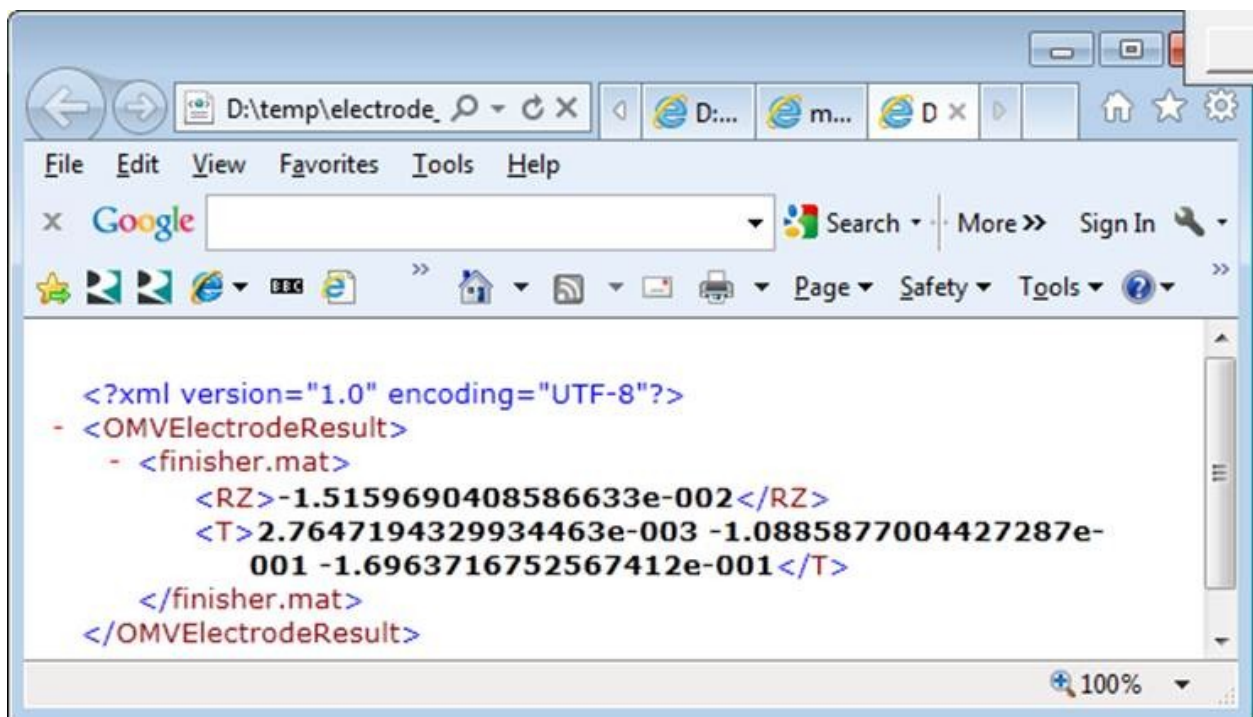 D:\temp\electrode_ D:... m... D
File Edit View Favorites Tools Help
x Google Search More >> Sign In
BBC >> Page Safety Tools >>
<?xml version="1.0" encoding="UTF-8"?>
- <OMVElectrodeResult>
- <finisher.mat>
<RZ>-1.5159690408586633e-002</RZ>
<T>2.7647194329934463e-003 -1.0885877004427287e-
001 -1.6963716752567412e-001</T>
</finisher.mat>
</OMVElectrodeResult>
100%